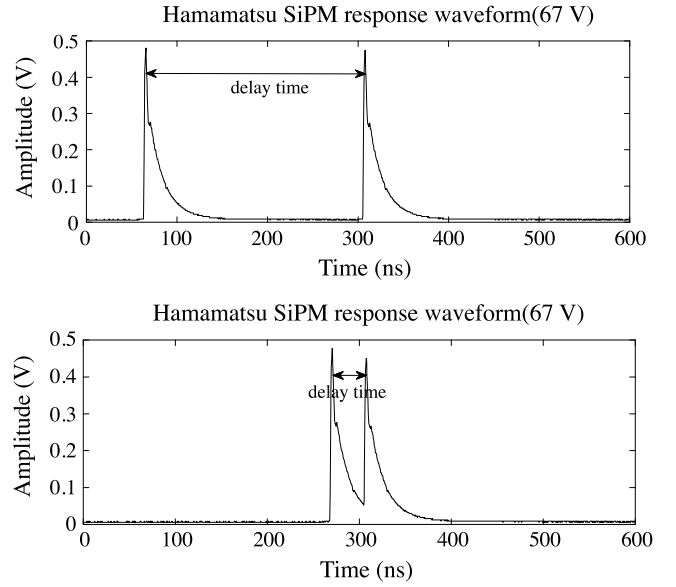 Hamamatsu SiPM response waveform(67 V)
0.5
0.4
0.3
0.2
0.1
0
Amplitude (V)
delay time
0 100 200 300 400 500 600
Time (ns)
Hamamatsu SiPM response waveform(67 V)
0.5
0.4
0.3
0.2
0.1
0
Amplitude (V)
delay time
0 100 200 300 400 500 600
Time (ns)